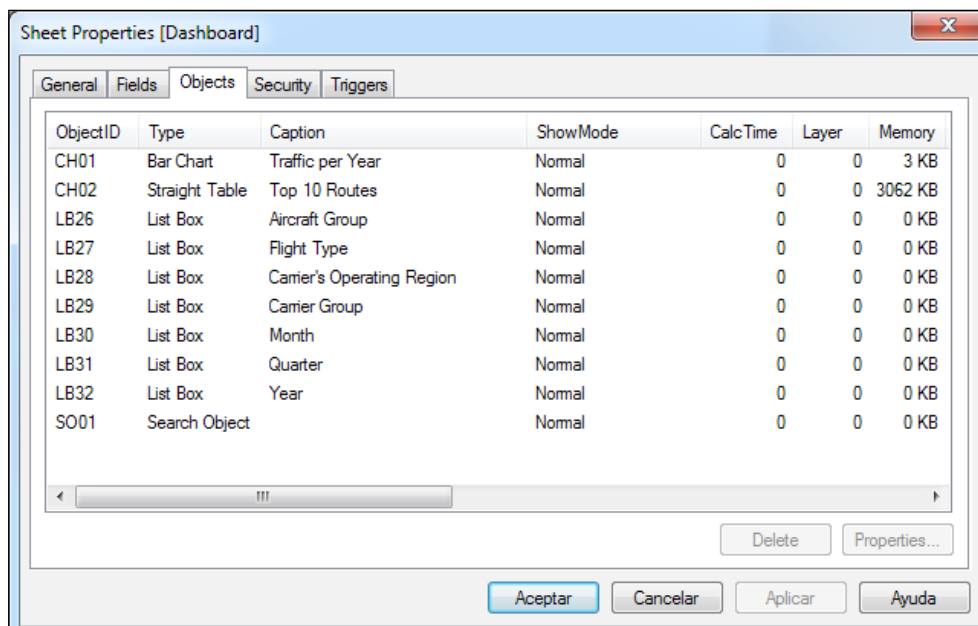 Sheet Properties [Dashboard]
General Fields Objects Security Triggers
ObjectID Type Caption ShowMode CalcTime Layer Memory
CH01 Bar Chart Traffic per Year Normal 0 0 3 KB
CH02 Straight Table Top 10 Routes Normal 0 0 3062 KB
LB26 List Box Aircraft Group Normal 0 0 0 KB
LB27 List Box Flight Type Normal 0 0 0 KB
LB28 List Box Carrier's Operating Region Normal 0 0 0 KB
LB29 List Box Carrier Group Normal 0 0 0 KB
LB30 List Box Month Normal 0 0 0 KB
LB31 List Box Quarter Normal 0 0 0 KB
LB32 List Box Year Normal 0 0 0 KB
SO01 Search Object Normal 0 0 0 KB
Delete Properties...
Aceptar Cancelar Aplicar Ayuda